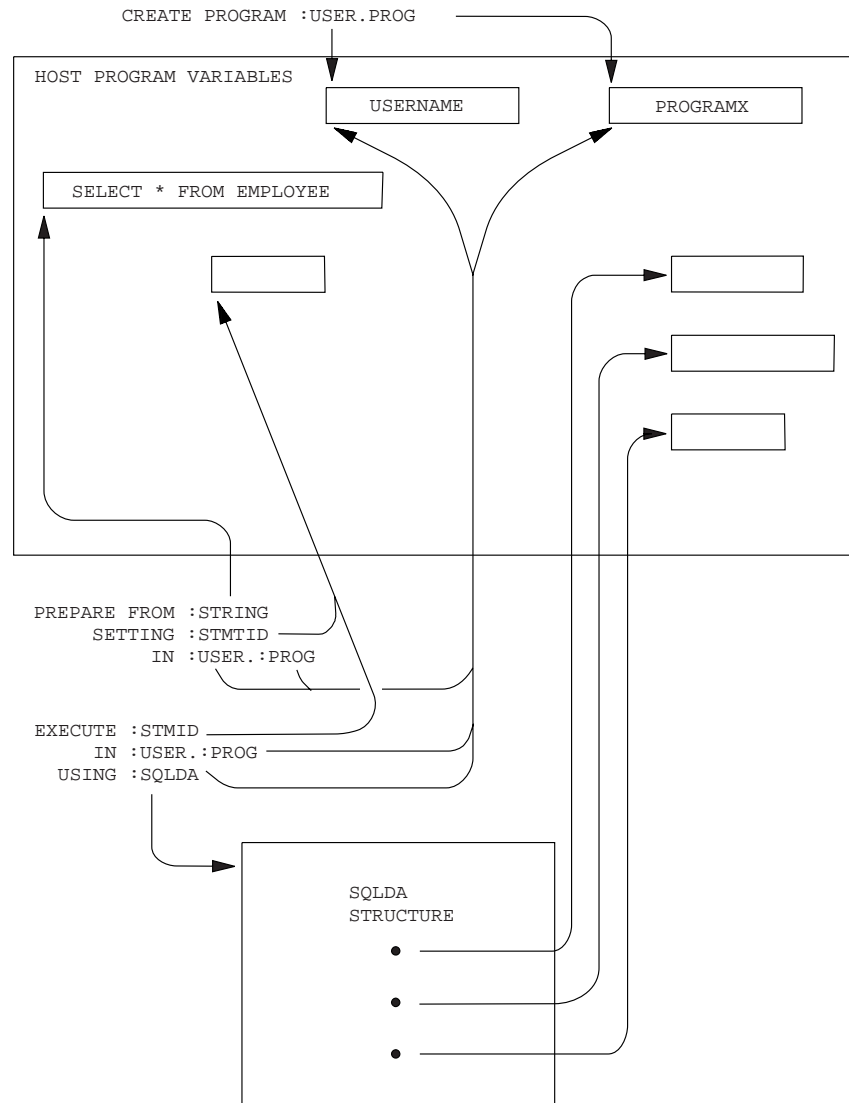 CREATE PROGRAM :USER.PROG
HOST PROGRAM VARIABLES
USERNAME
PROGRAMX
SELECT * FROM EMPLOYEE
PREPARE FROM :STRING
SETTING :STMTID
IN :USER.:PROG
EXECUTE :STMID
IN :USER.:PROG
USING :SQLDA
SQLDA
STRUCTURE